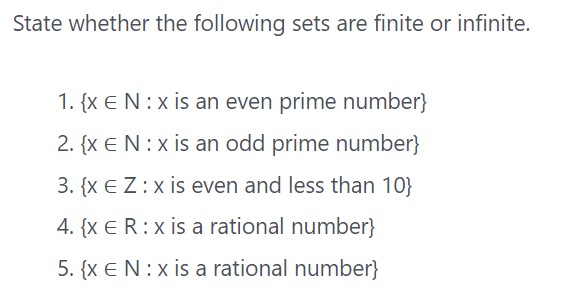 State whether the following sets are finite or infinite.
1. {x ∈ N : x is an even prime number}
2. {x ∈ N : x is an odd prime number}
3. {x ∈ Z : x is even and less than 10}
4. {x ∈ R : x is a rational number}
5. {x ∈ N : x is a rational number}